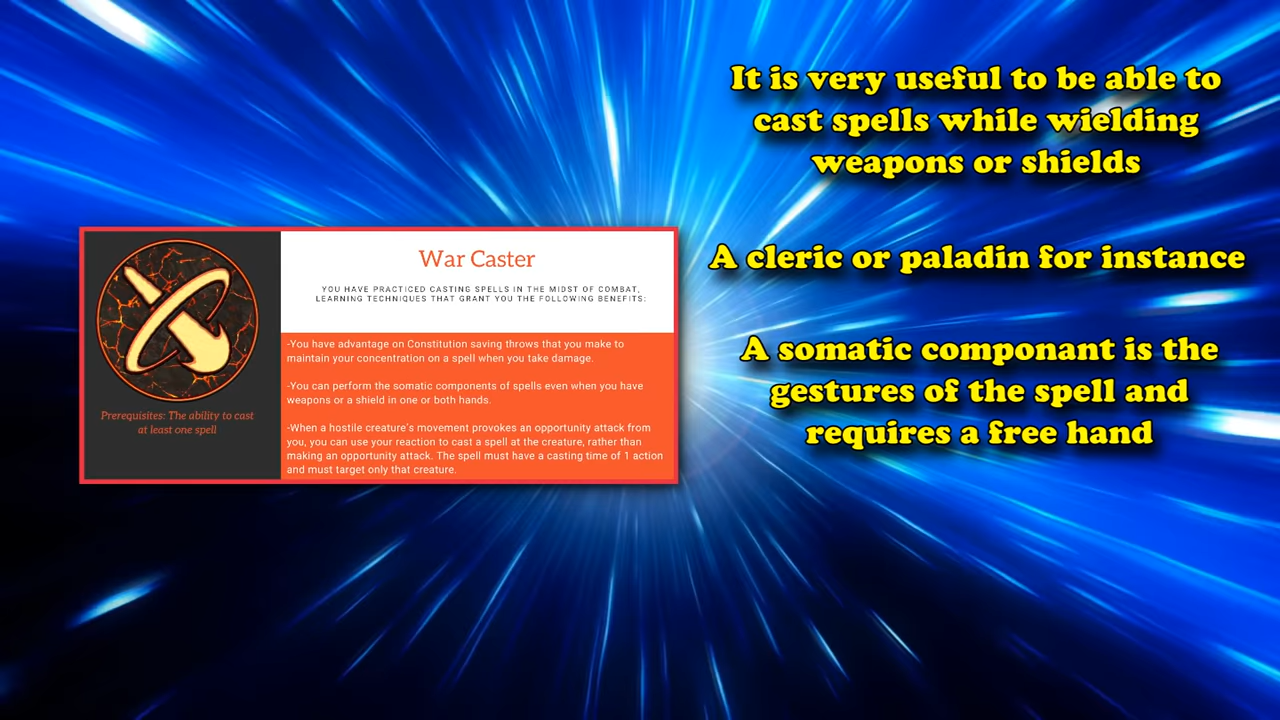 War Caster
YOU HAVE PRACTICED CASTING SPELLS IN THE MIDST OF COMBAT,
LEARNING TECHNIQUES THAT GRANT YOU THE FOLLOWING BENEFITS:
-You have advantage on Constitution saving throws that you make to
maintain your concentration on a spell when you take damage.
-You can perform the somatic components of spells even when you have
weapons or a shield in one or both hands.
-When a hostile creature's movement provokes an opportunity attack from
you, you can use your reaction to cast a spell at the creature, rather than
making an opportunity attack. The spell must have a casting time of 1 action
and must target only that creature.
Prerequisites: The ability to cast
at least one spell
It is very useful to be able to
cast spells while wielding
weapons or shields
A cleric or paladin for instance
A somatic componant is the
gestures of the spell and
requires a free hand